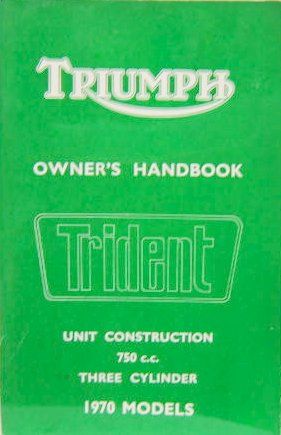 TRIUMPH
OWNER'S HANDBOOK
Trident
UNIT CONSTRUCTION
750 c.c.
THREE CYLINDER
1970 MODELS